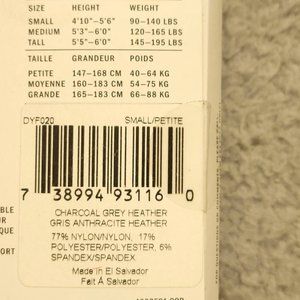 SIZE HEIGHT WEIGHT
SMALL 4'10"-5'6" 90-140 LBS
MEDIUM 5'3"-6'0" 120-165 LBS
TALL 5'5"-6'0" 145-195 LBS
TAILLE GRANDEUR POIDS
PETITE 147-168 CM 40-64 KG
MOYENNE 160-183 CM 54-75 KG
GRANDE 165-183 CM 66-88 KG
DYF020 SMALL/PETITE
7 38994 93116 0
CHARCOAL GREY HEATHER
GRIS ANTHRACITE HEATHER
77% NYLON/NYLON, 17%
POLYESTER/POLYESTER, 6%
SPANDEX/SPANDEX
Made in El Salvador
Fait à Salvador